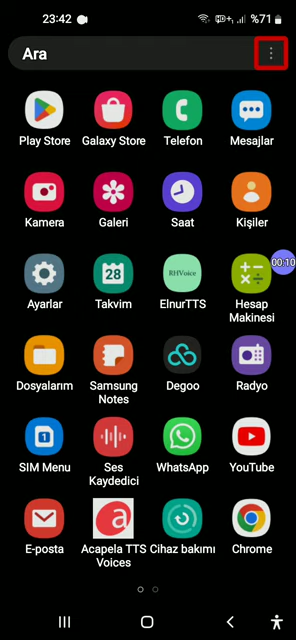 23:42 %71
Ara
Play Store Galaxy Store Telefon Mesajlar
Kamera Galeri Saat Kişiler
28 RHVoice 00:10
Ayarlar Takvim ElnurTTS Hesap
Makinesi
Dosyalarım Samsung Degoo Radyo
Notes
1
SIM Menu Ses WhatsApp YouTube
Kaydedici
a
E-posta Acapela TTS Cihaz bakımı Chrome
Voices